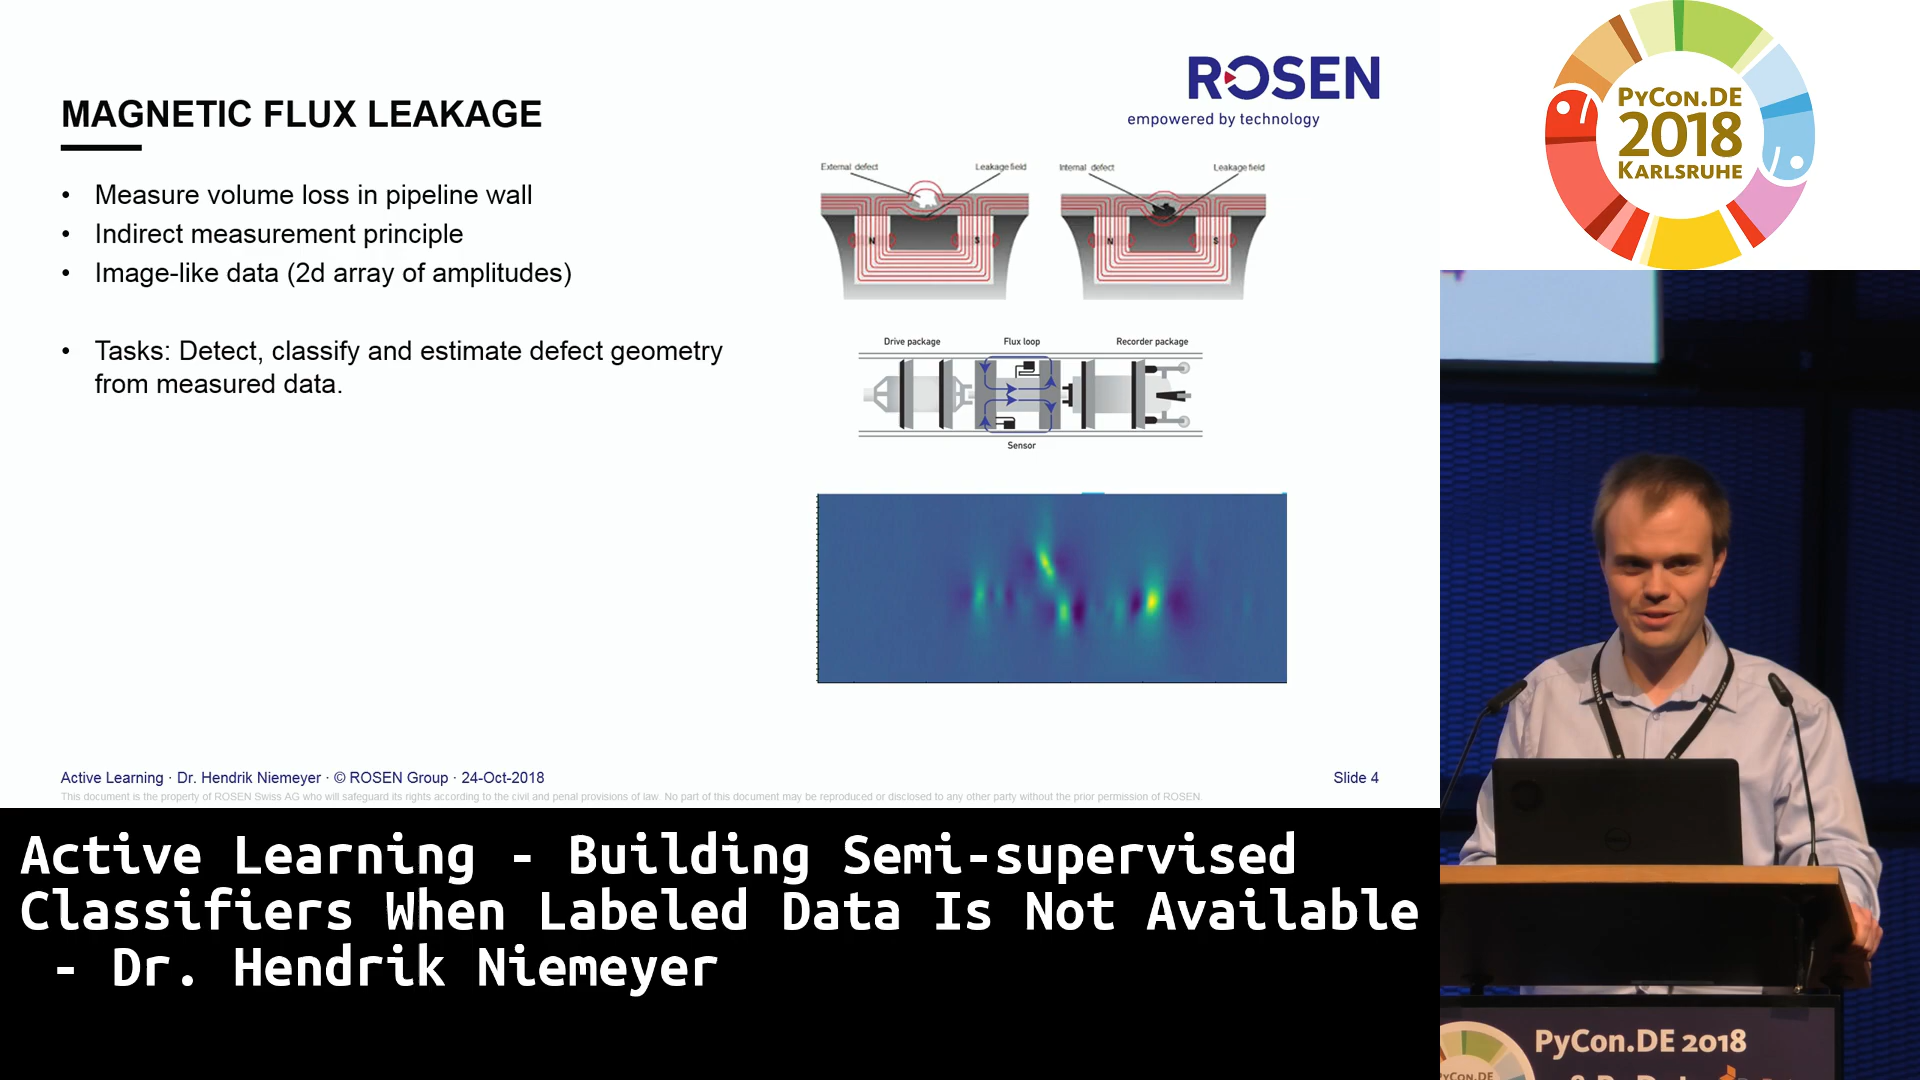 MAGNETIC FLUX LEAKAGE
• Measure volume loss in pipeline wall
• Indirect measurement principle
• Image-like data (2d array of amplitudes)
• Tasks: Detect, classify and estimate defect geometry
from measured data.
ROSEN
empowered by technology
External defect
Leakage field
Internal defect
Leakage field
N
S
N
S
Drive package
Flux loop
Recorder package
Sensor
Active Learning · Dr. Hendrik Niemeyer · © ROSEN Group · 24-Oct-2018
Slide 4
This document is the property of ROSEN Swiss AG who will safeguard its rights according to the civil and penal provisions of law. No part of this document may be reproduced or disclosed to any other party without the prior permission of ROSEN.
PYCON.DE
2018
KARLSRUHE
Active Learning - Building Semi-supervised
Classifiers When Labeled Data Is Not Available
- Dr. Hendrik Niemeyer
PyCon.DE 2018